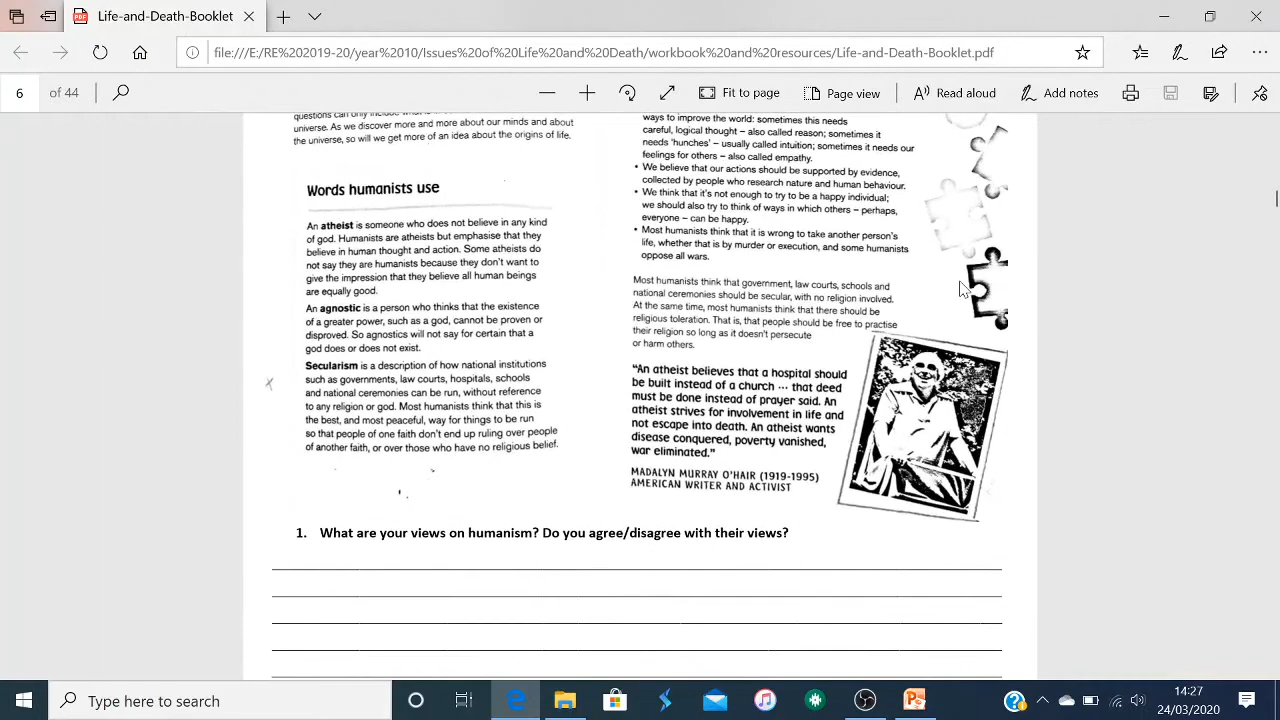 Life-and-Death-Booklet
file:///E:/RE%202019-20/year%2010/Issues%20of%20Life%20and%20Death/workbook%20and%20resources/Life-and-Death-Booklet.pdf
6 of 44
Fit to page
Page view
Read aloud
Add notes
questions can only include what is
universe. As we discover more and more about our minds and about
the universe, so will we get more of an idea about the origins of life.
Words humanists use
An atheist is someone who does not believe in any kind
of god. Humanists are atheists but emphasise that they
believe in human thought and action. Some atheists do
not say they are humanists because they don't want to
give the impression that they believe all human beings
are equally good.
An agnostic is a person who thinks that the existence
of a greater power, such as a god, cannot be proven or
disproved. So agnostics will not say for certain that a
god does or does not exist.
Secularism is a description of how national institutions
such as governments, law courts, hospitals, schools
and national ceremonies can be run, without reference
to any religion or god. Most humanists think that this is
the best, and most peaceful, way for things to be run
so that people of one faith don't end up ruling over people
of another faith, or over those who have no religious belief.
ways to improve the world: sometimes this needs
careful, logical thought – also called reason; sometimes it
needs 'hunches' – usually called intuition; sometimes it needs our
feelings for others – also called empathy.
• We believe that our actions should be supported by evidence,
collected by people who research nature and human behaviour.
• We think that it's not enough to try to be a happy individual;
we should also try to think of ways in which others – perhaps,
everyone – can be happy.
• Most humanists think that it is wrong to take another person's
life, whether that is by murder or execution, and some humanists
oppose all wars.
Most humanists think that government, law courts, schools and
national ceremonies should be secular, with no religion involved.
At the same time, most humanists think that there should be
religious toleration. That is, that people should be free to practise
their religion so long as it doesn't persecute
or harm others.
"An atheist believes that a hospital should
be built instead of a church ... that deed
must be done instead of prayer said. An
atheist strives for involvement in life and
not escape into death. An atheist wants
disease conquered, poverty vanished,
war eliminated."
MADALYN MURRAY O'HAIR (1919-1995)
AMERICAN WRITER AND ACTIVIST
1. What are your views on humanism? Do you agree/disagree with their views?
Type here to search
14:27
24/03/2020